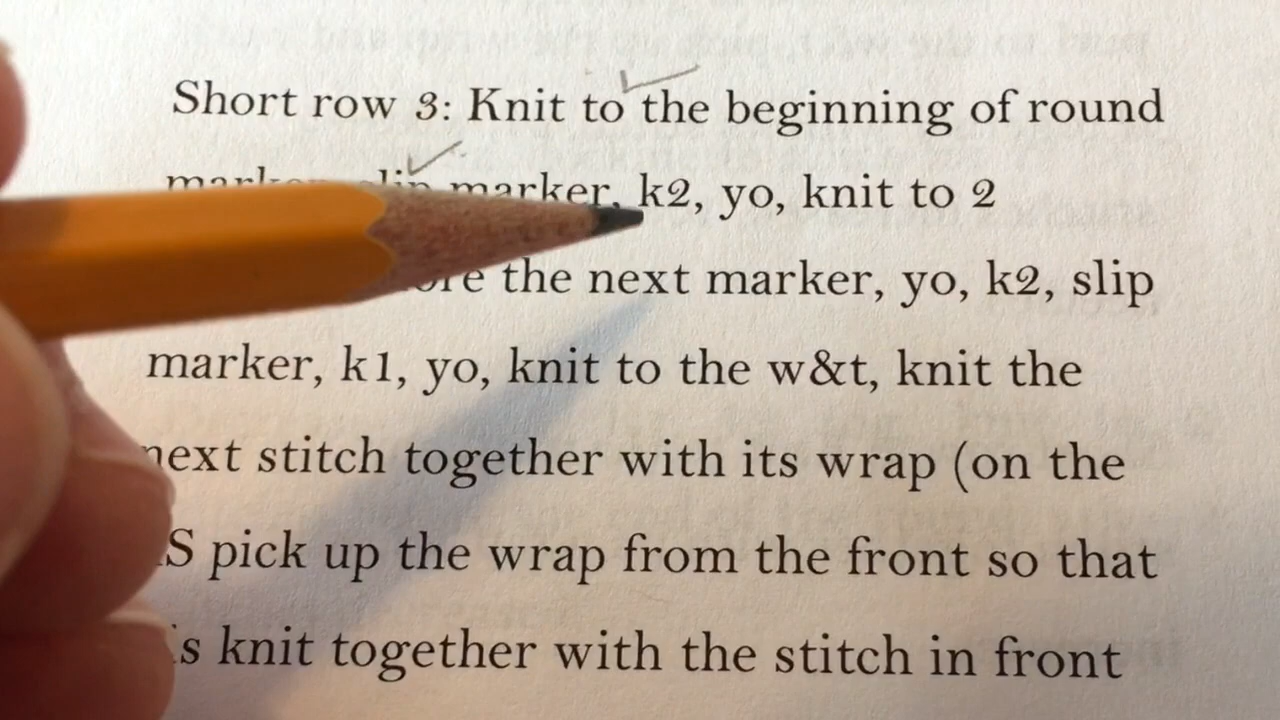 Short row 3: Knit to the beginning of round
marker, slip marker, k2, yo, knit to 2
the next marker, yo, k2, slip
marker, k1, yo, knit to the w&t, knit the
next stitch together with its wrap (on the
pick up the wrap from the front so that
knit together with the stitch in front